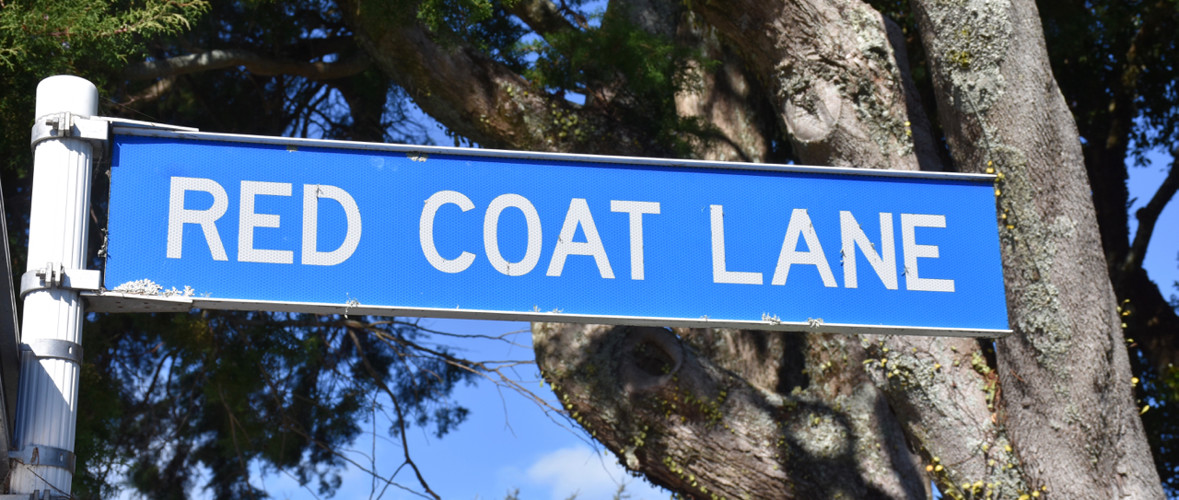 RED COAT LANE